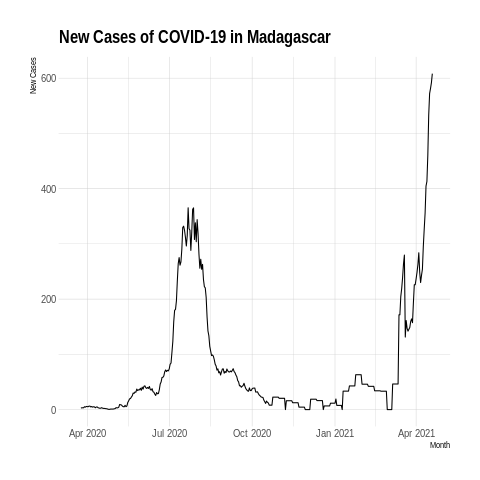 New Cases of COVID-19 in Madagascar
New Cases
600
400
200
0
Apr 2020 Jul 2020 Oct 2020 Jan 2021 Apr 2021
Month